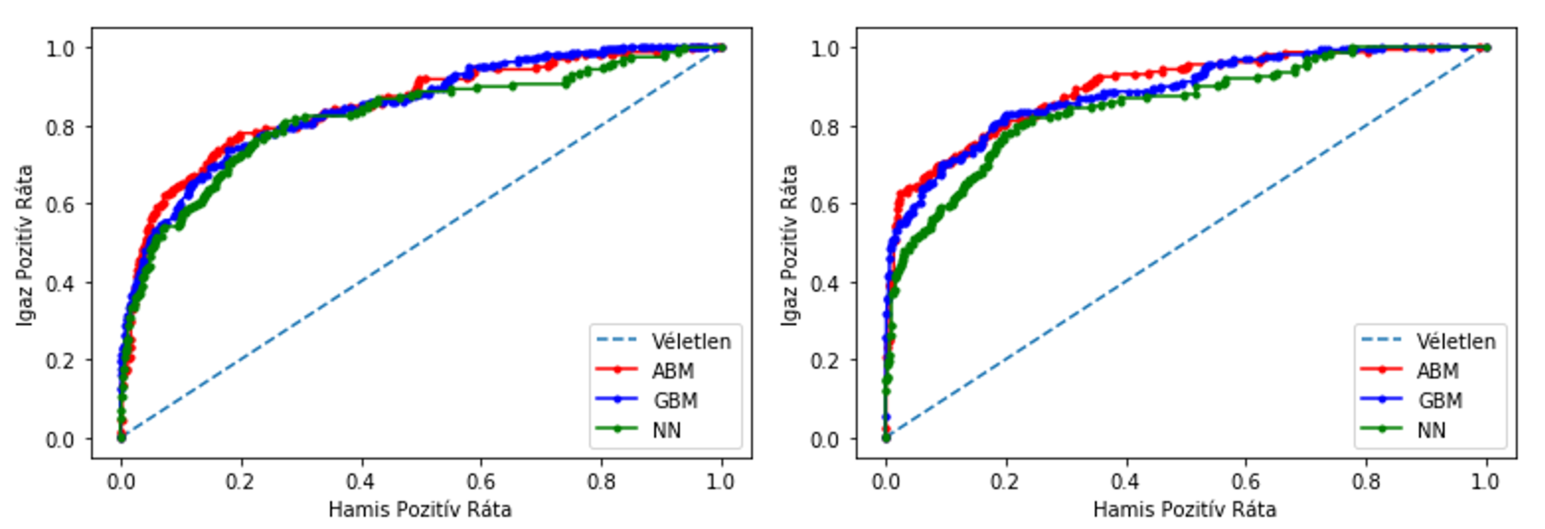 1.0
0.8
0.6
0.4
0.2
0.0
Igaz Pozitív Ráta
Véletlen
ABM
GBM
NN
0.0 0.2 0.4 0.6 0.8 1.0
Hamis Pozitív Ráta
1.0
0.8
0.6
0.4
0.2
0.0
Igaz Pozitív Ráta
Véletlen
ABM
GBM
NN
0.0 0.2 0.4 0.6 0.8 1.0
Hamis Pozitív Ráta